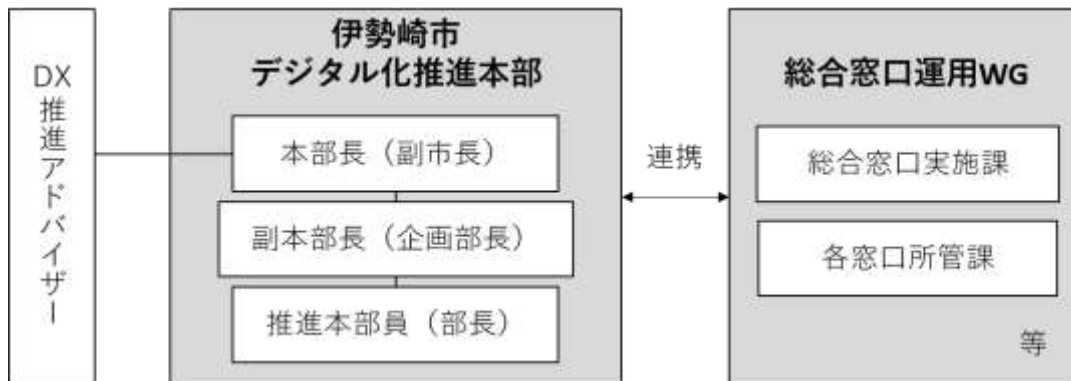 DX推進アドバイザー
伊勢崎市
デジタル化推進本部
本部長（副市長）
副本部長（企画部長）
推進本部員（部長）
連携
総合窓口運用WG
総合窓口実施課
各窓口所管課
等